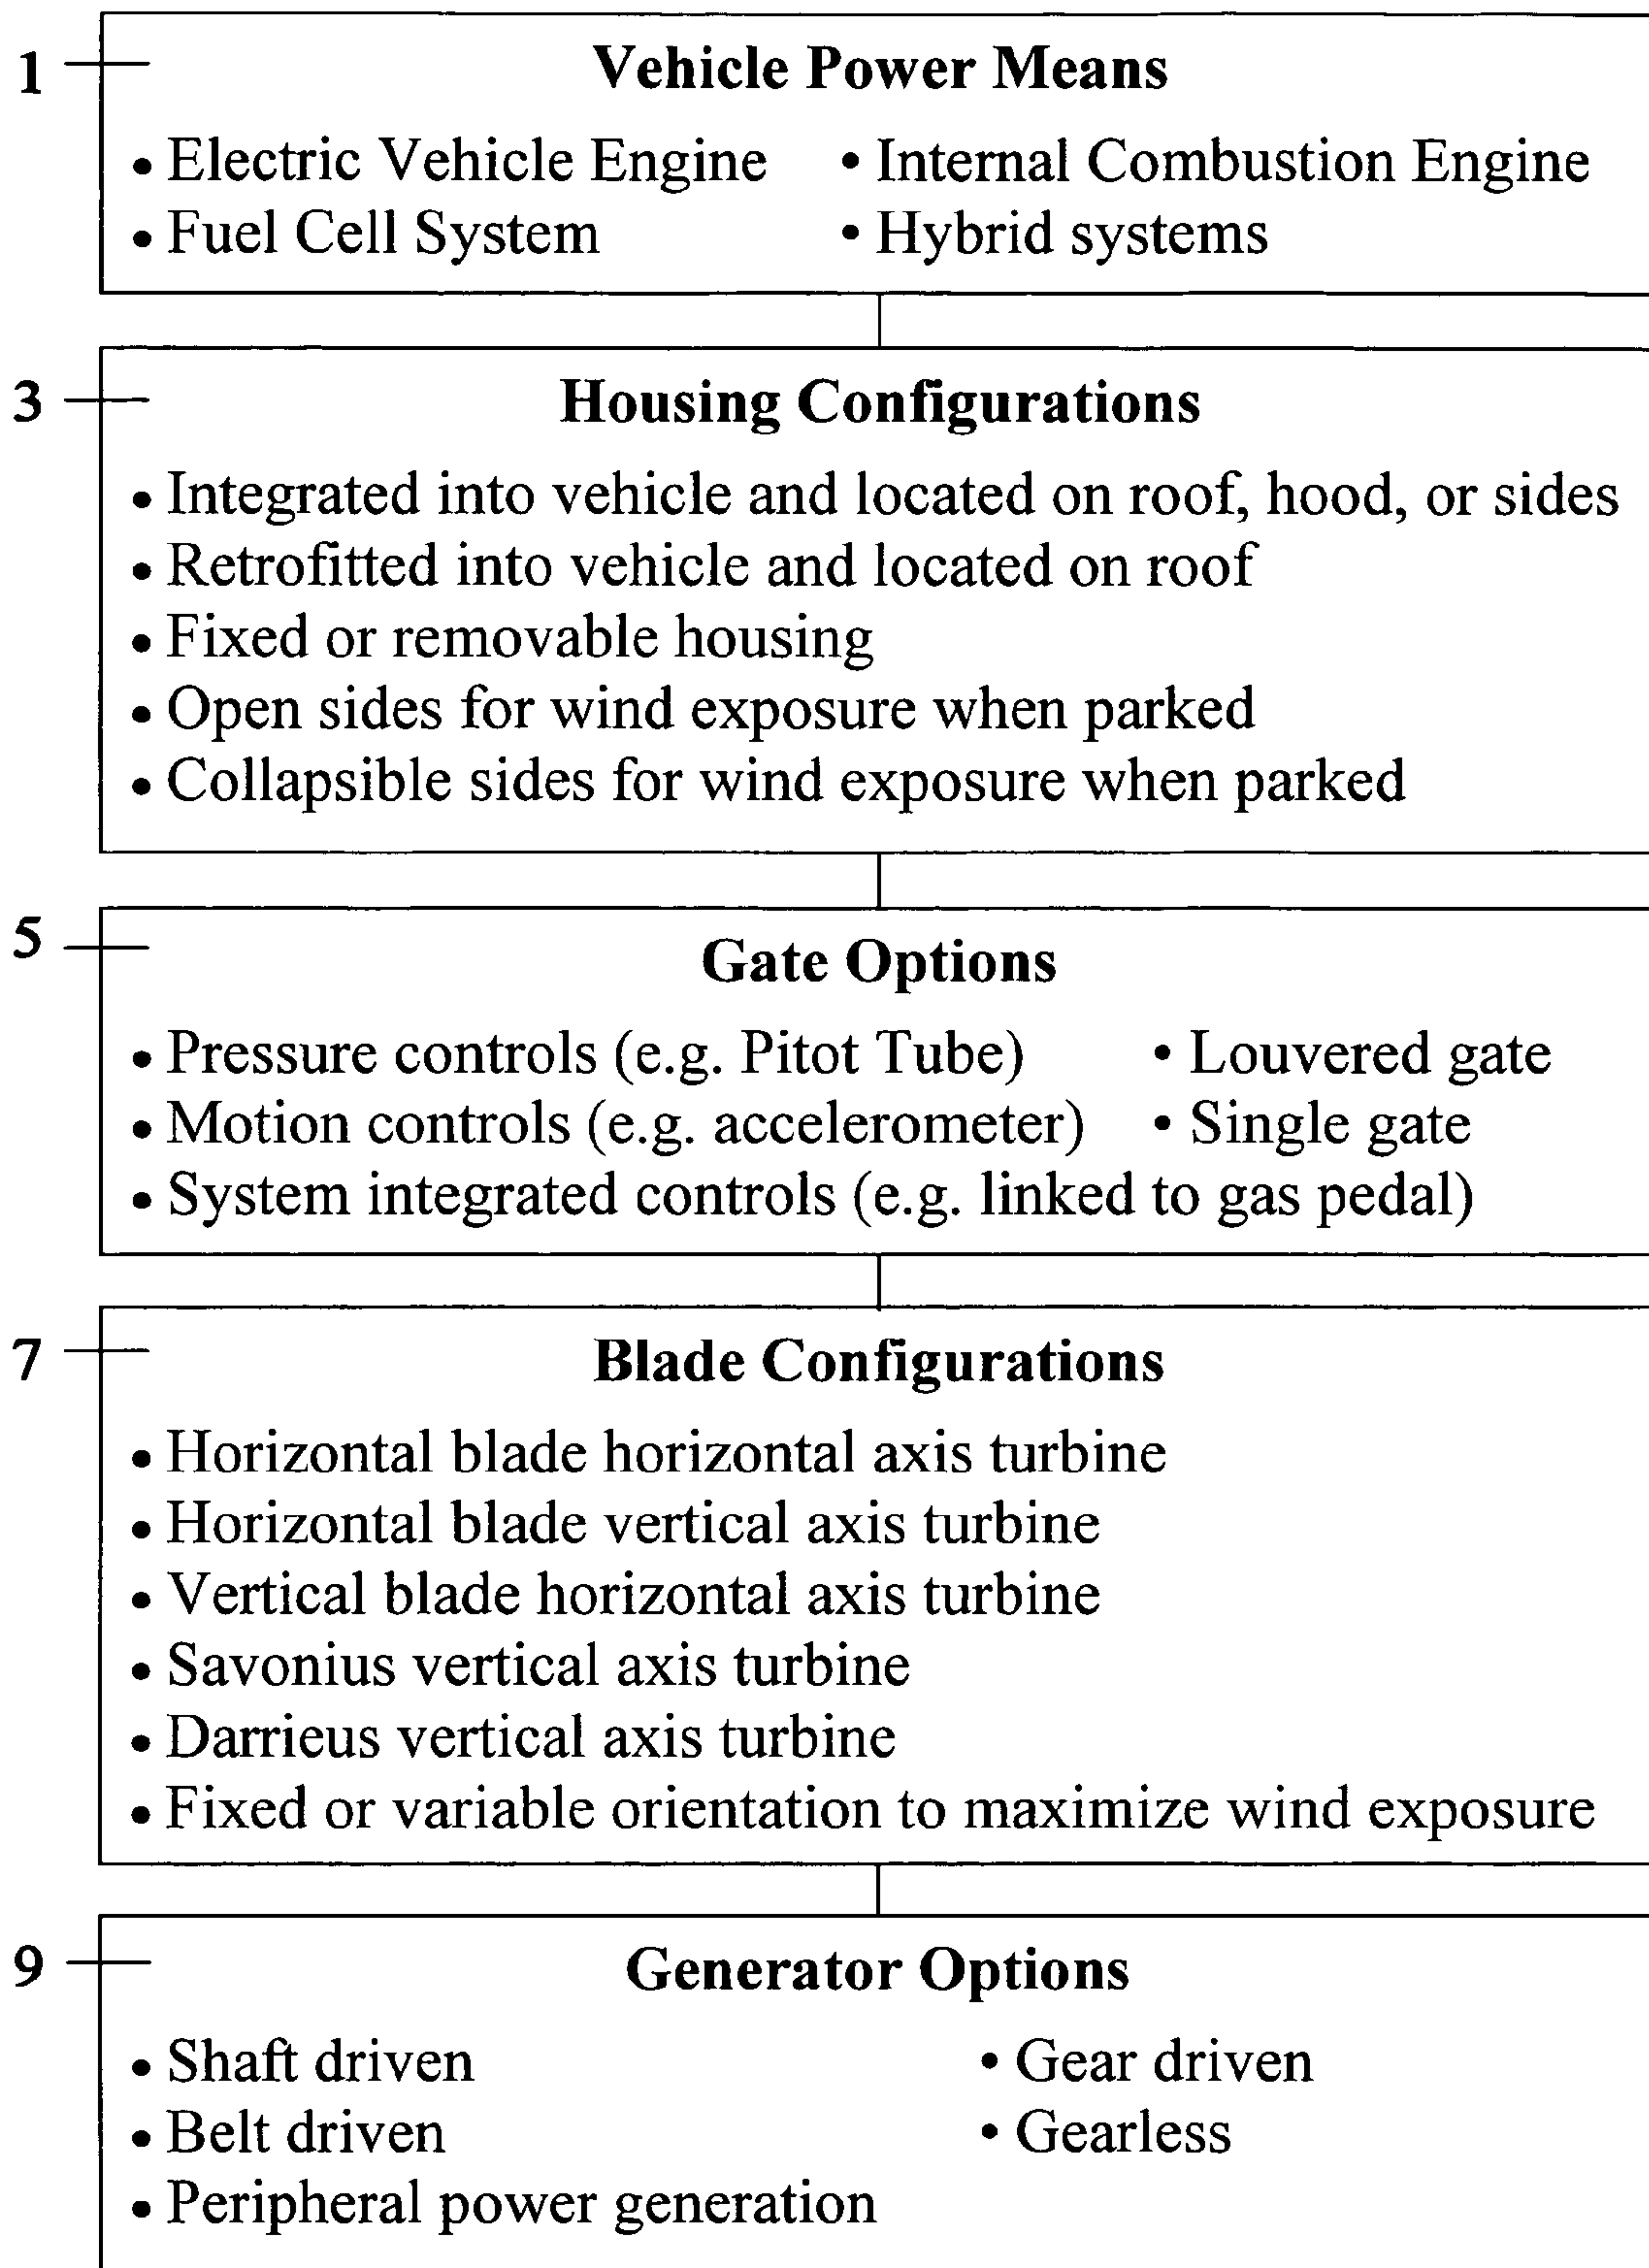 1
Vehicle Power Means
• Electric Vehicle Engine • Internal Combustion Engine
• Fuel Cell System • Hybrid systems
3
Housing Configurations
• Integrated into vehicle and located on roof, hood, or sides
• Retrofitted into vehicle and located on roof
• Fixed or removable housing
• Open sides for wind exposure when parked
• Collapsible sides for wind exposure when parked
5
Gate Options
• Pressure controls (e.g. Pitot Tube) • Louvered gate
• Motion controls (e.g. accelerometer) • Single gate
• System integrated controls (e.g. linked to gas pedal)
7
Blade Configurations
• Horizontal blade horizontal axis turbine
• Horizontal blade vertical axis turbine
• Vertical blade horizontal axis turbine
• Savonius vertical axis turbine
• Darrieus vertical axis turbine
• Fixed or variable orientation to maximize wind exposure
9
Generator Options
• Shaft driven • Gear driven
• Belt driven • Gearless
• Peripheral power generation